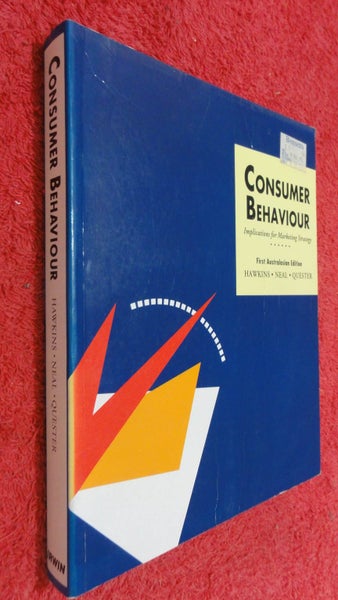 CONSUMER BEHAVIOUR
HAWKINS • NEAL • QUESTER
IRWIN
CONSUMER
BEHAVIOUR
Implications for Marketing Strategy
First Australasian Edition
HAWKINS • NEAL • QUESTER